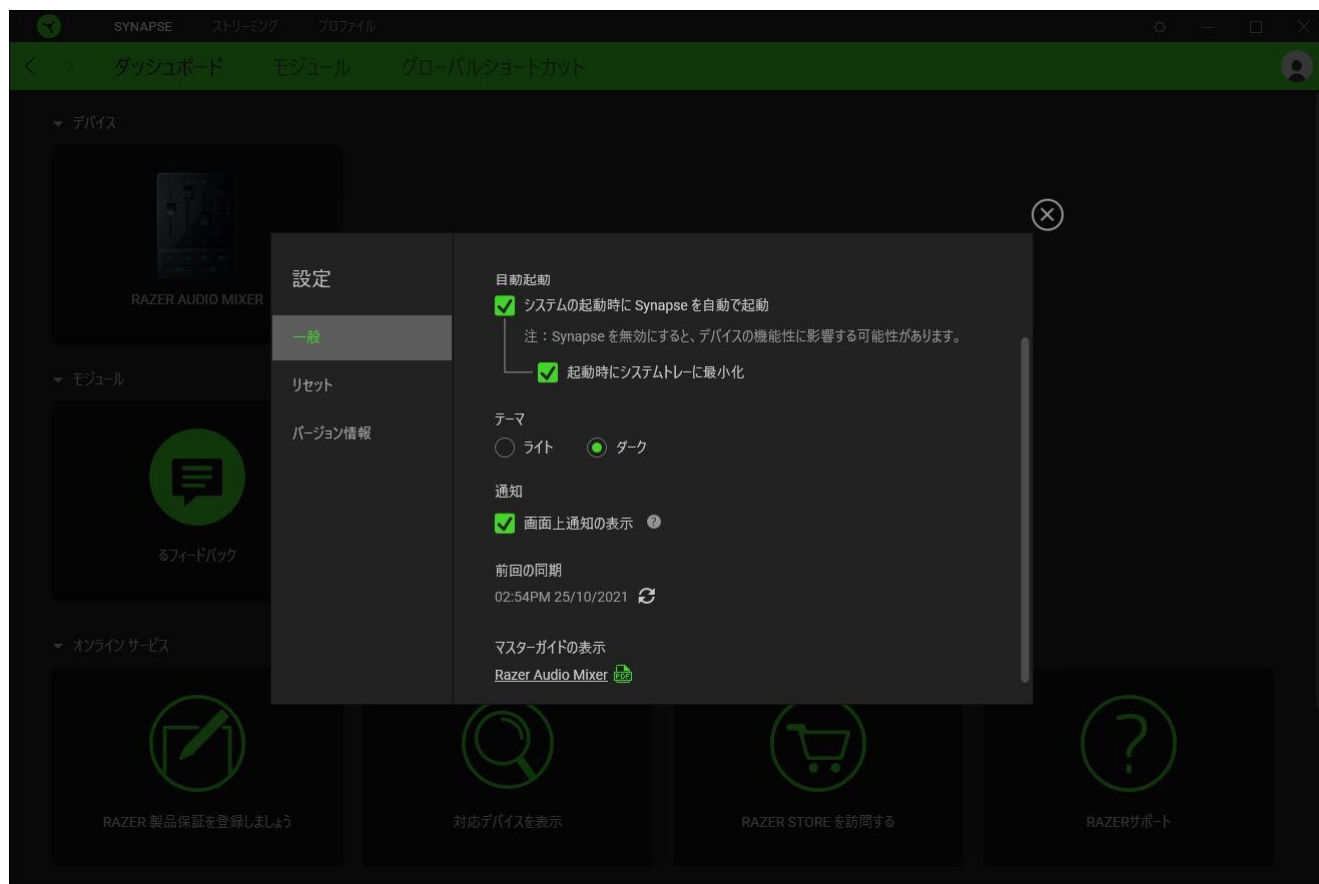 SYNAPSE ストリーミング プロファイル
ダッシュボード モジュール グローバルショートカット
デバイス
RAZER AUDIO MIXER
モジュール
るフィードバック
オンライン サービス
RAZER 製品保証を登録しましょう
対応デバイスを表示
RAZER STORE を訪問する
RAZERサポート
設定
一般
リセット
バージョン情報
自動起動
システムの起動時に Synapse を自動で起動
注：Synapse を無効にすると、デバイスの機能性に影響する可能性があります。
起動時にシステムトレーに最小化
テーマ
ライト ダーク
通知
画面上通知の表示
前回の同期
02:54PM 25/10/2021
マスターガイドの表示
Razer Audio Mixer PDF